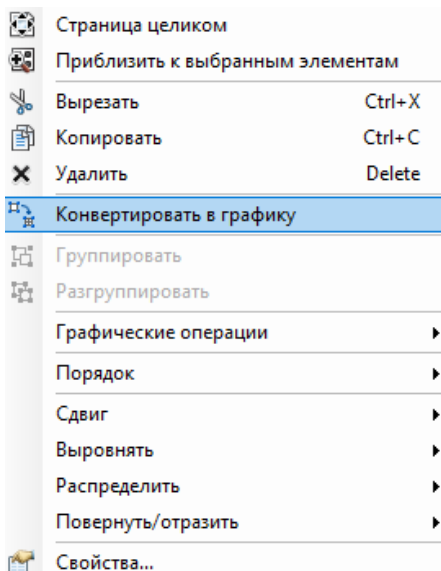 Страница целиком
Приблизить к выбранным элементам
Вырезать Ctrl+X
Копировать Ctrl+C
Удалить Delete
Конвертировать в графику
Группировать
Разгруппировать
Графические операции
Порядок
Сдвиг
Выровнять
Распределить
Повернуть/отразить
Свойства...